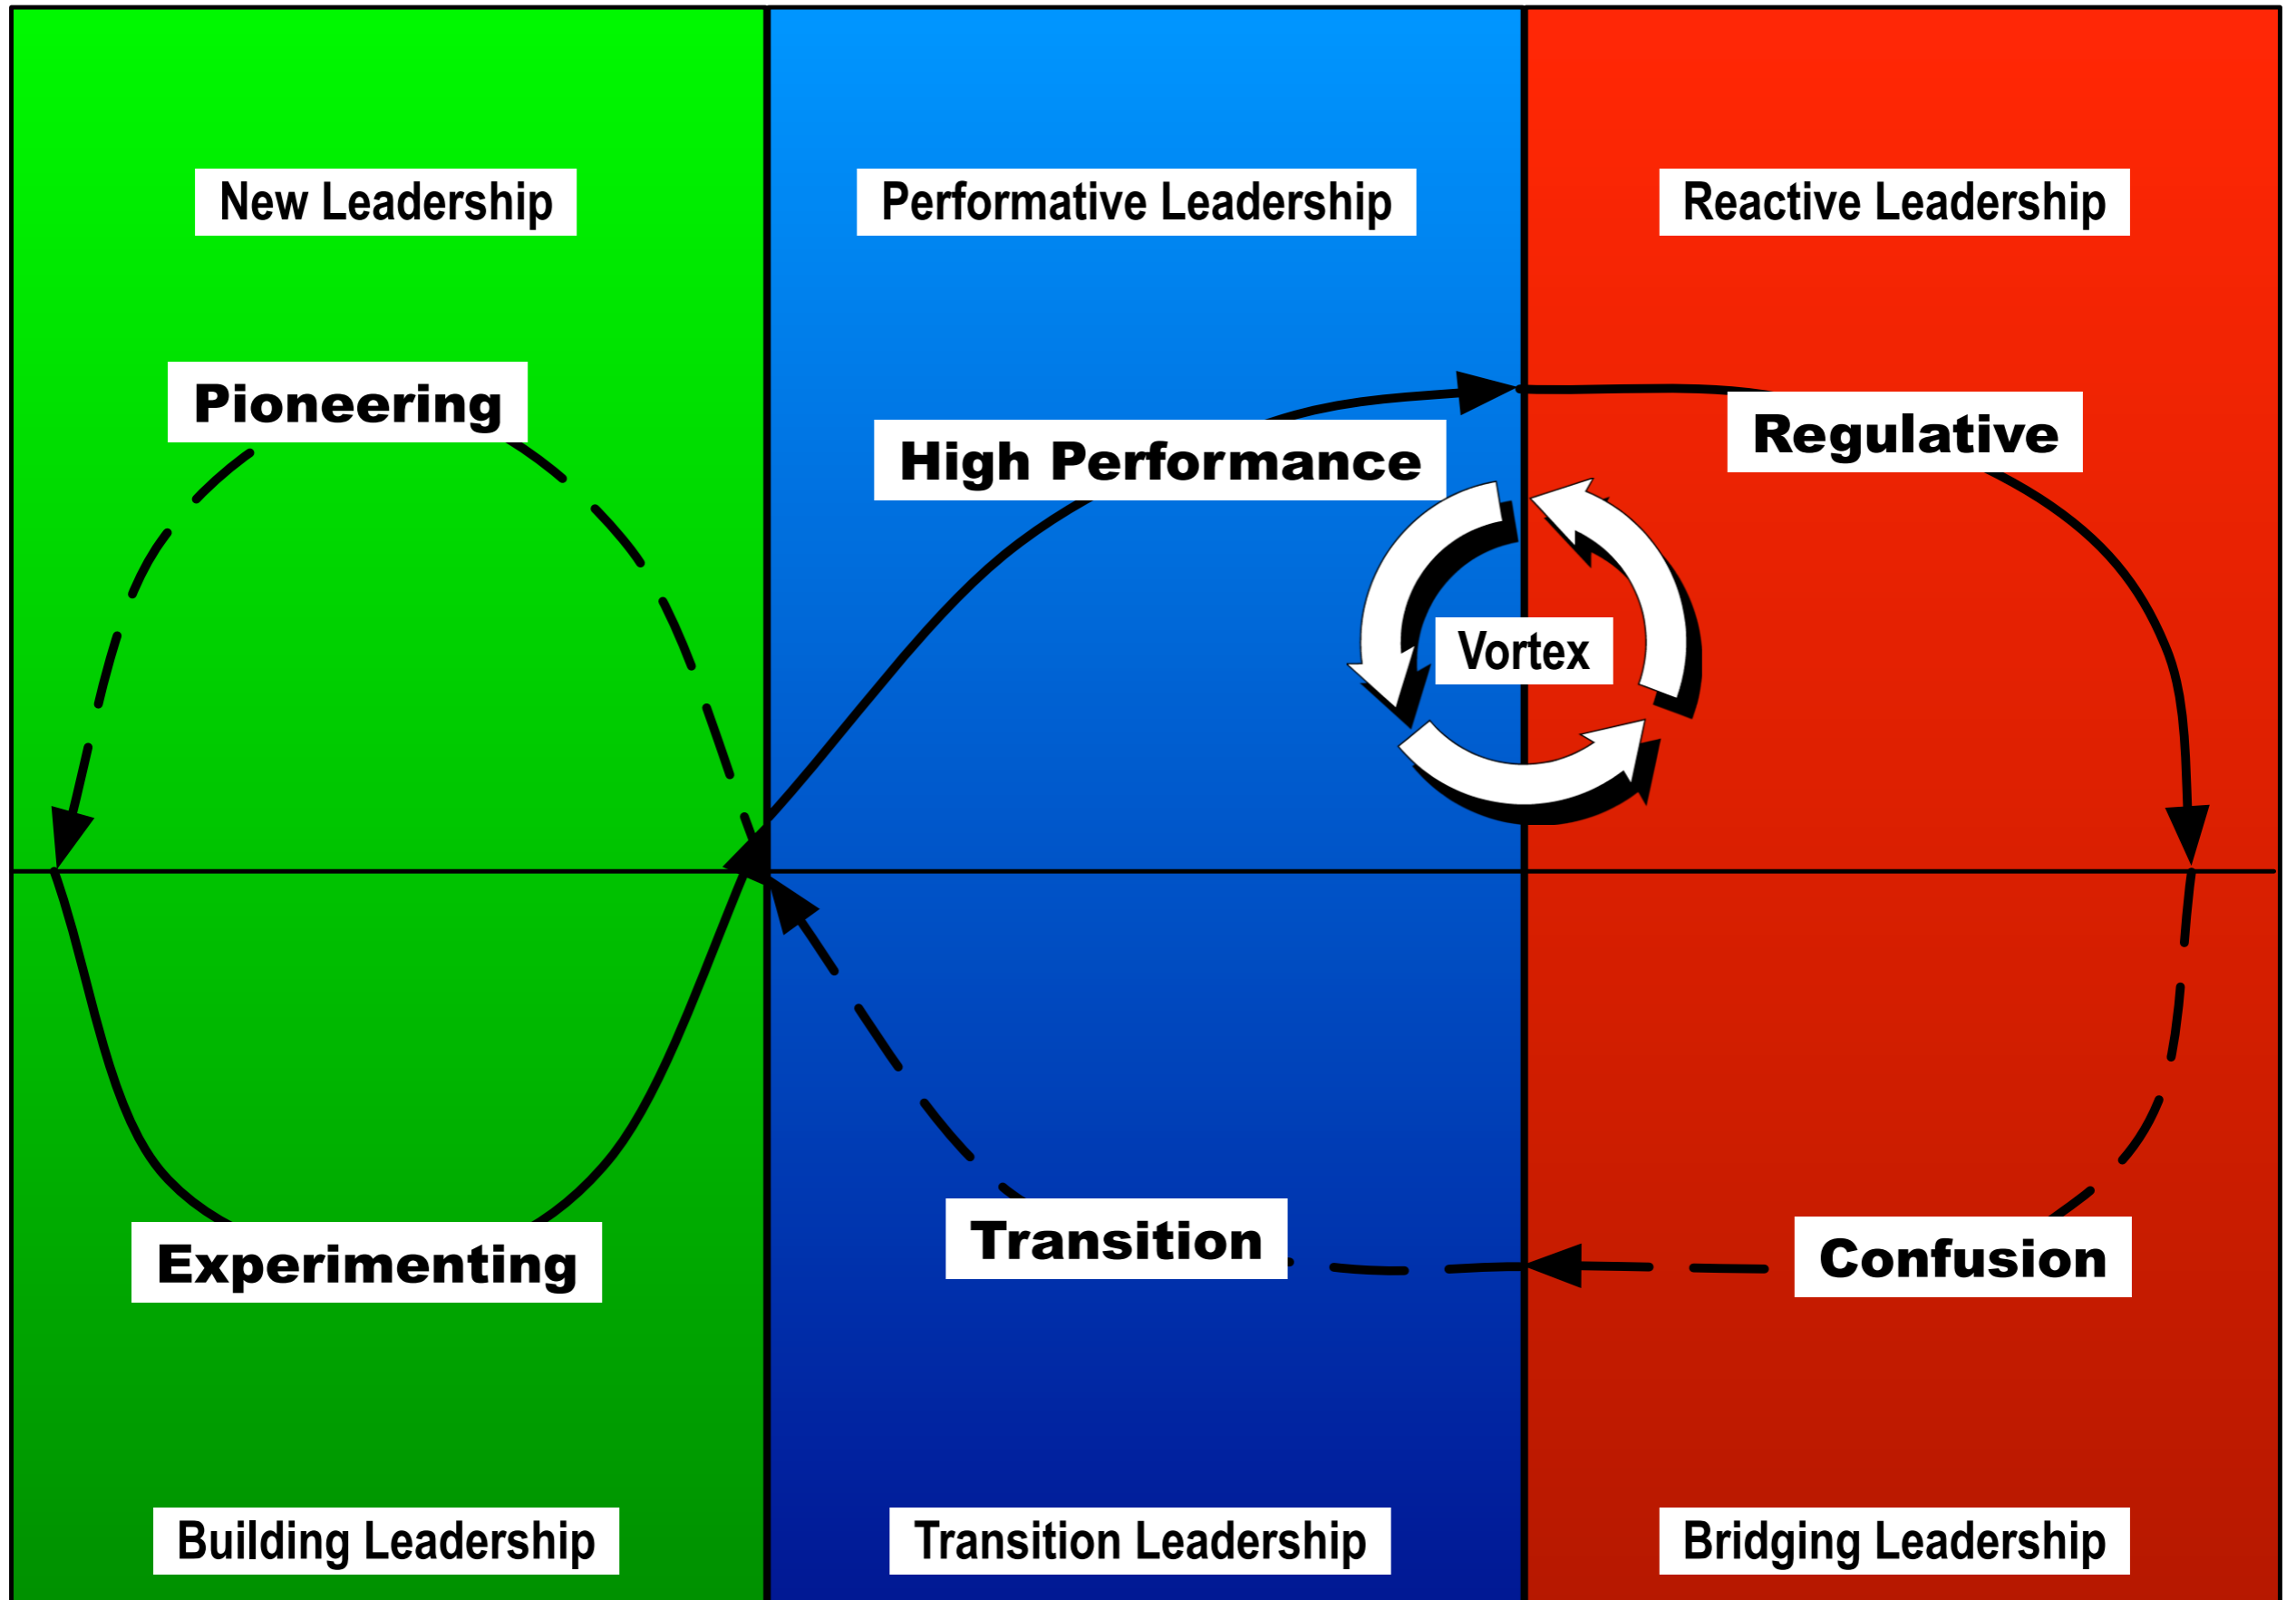 New Leadership
Performative Leadership
Reactive Leadership
Pioneering
High Performance
Regulative
Vortex
Experimenting
Transition
Confusion
Building Leadership
Transition Leadership
Bridging Leadership